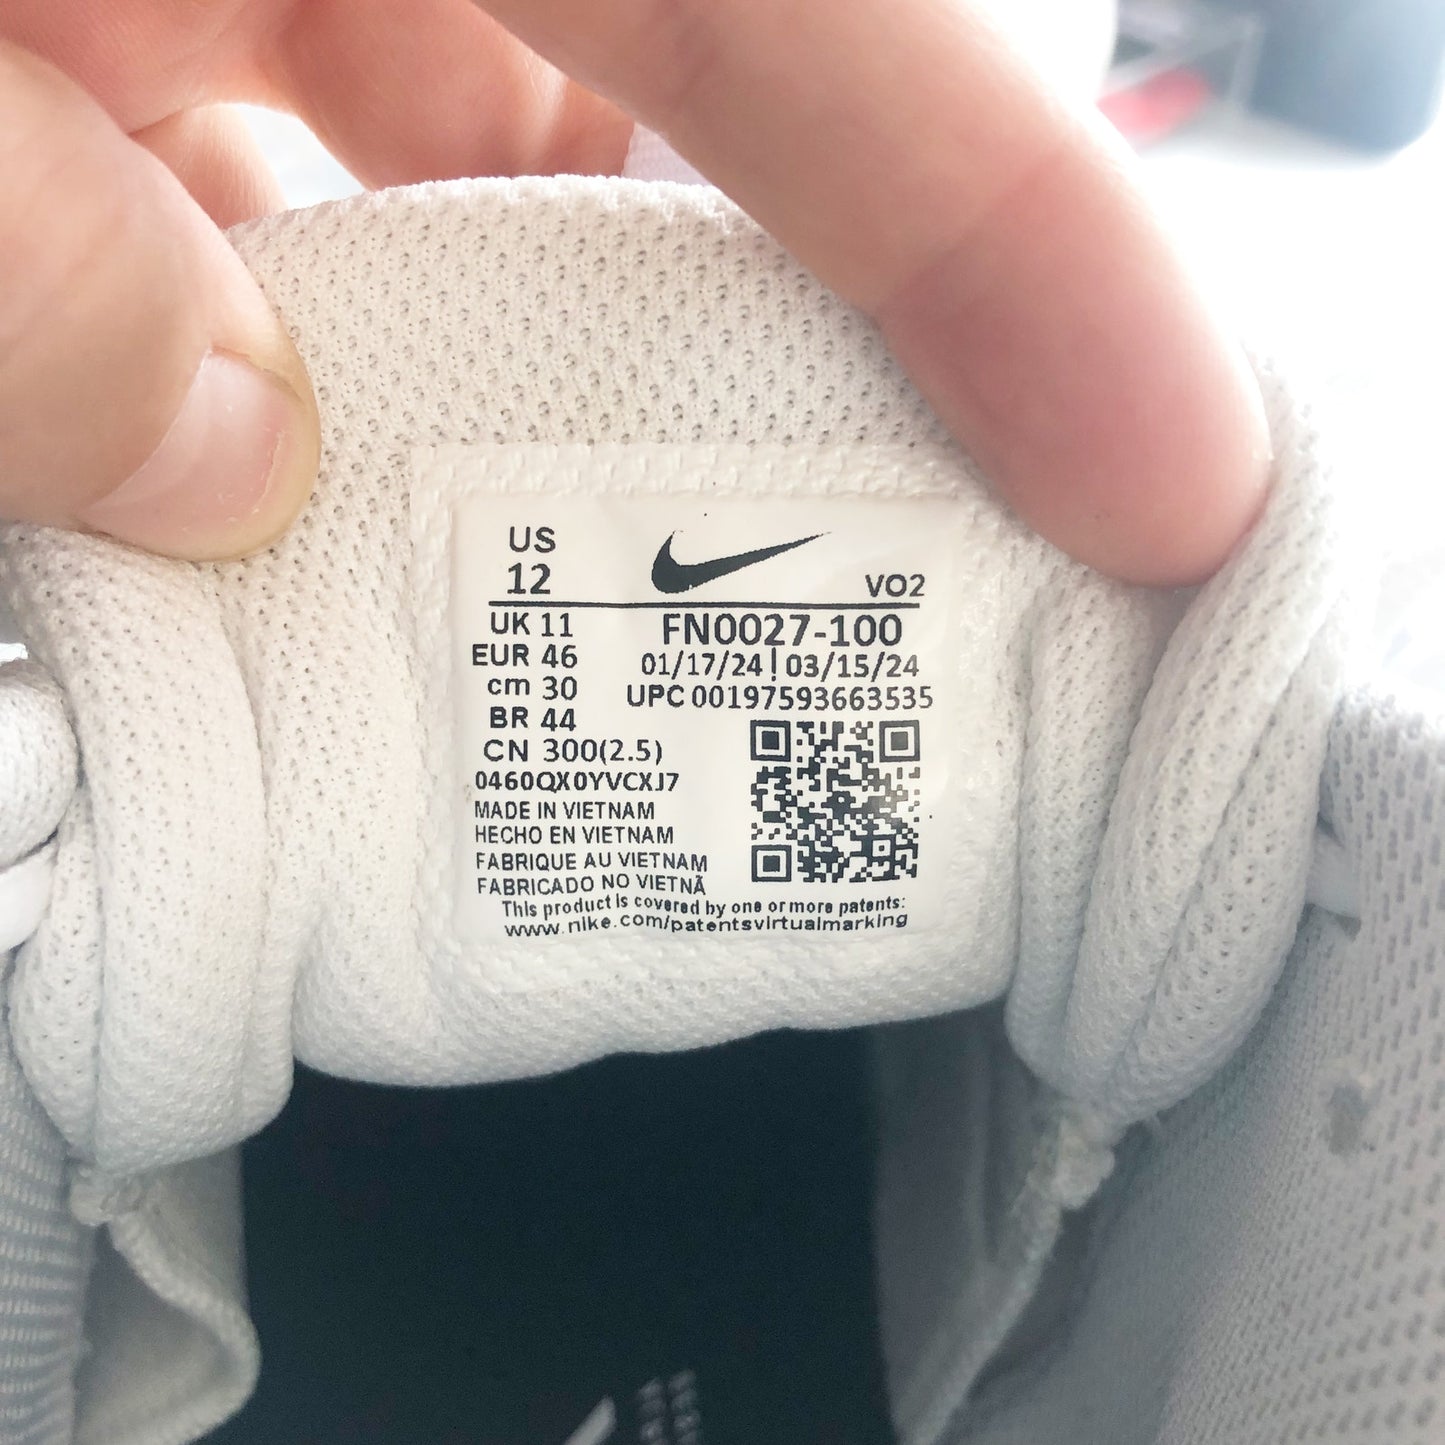 US
12
VO2
UK 11
EUR 46
cm 30
BR 44
CN 300(2.5)
FN0027-100
01/17/24 | 03/15/24
UPC 00197593663535
0460QX0YVCXJ7
MADE IN VIETNAM
HECHO EN VIETNAM
FABRIQUE AU VIETNAM
FABRICADO NO VIETNÃ
This product is covered by one or more patents:
www.nike.com/patentsvirtualmarking